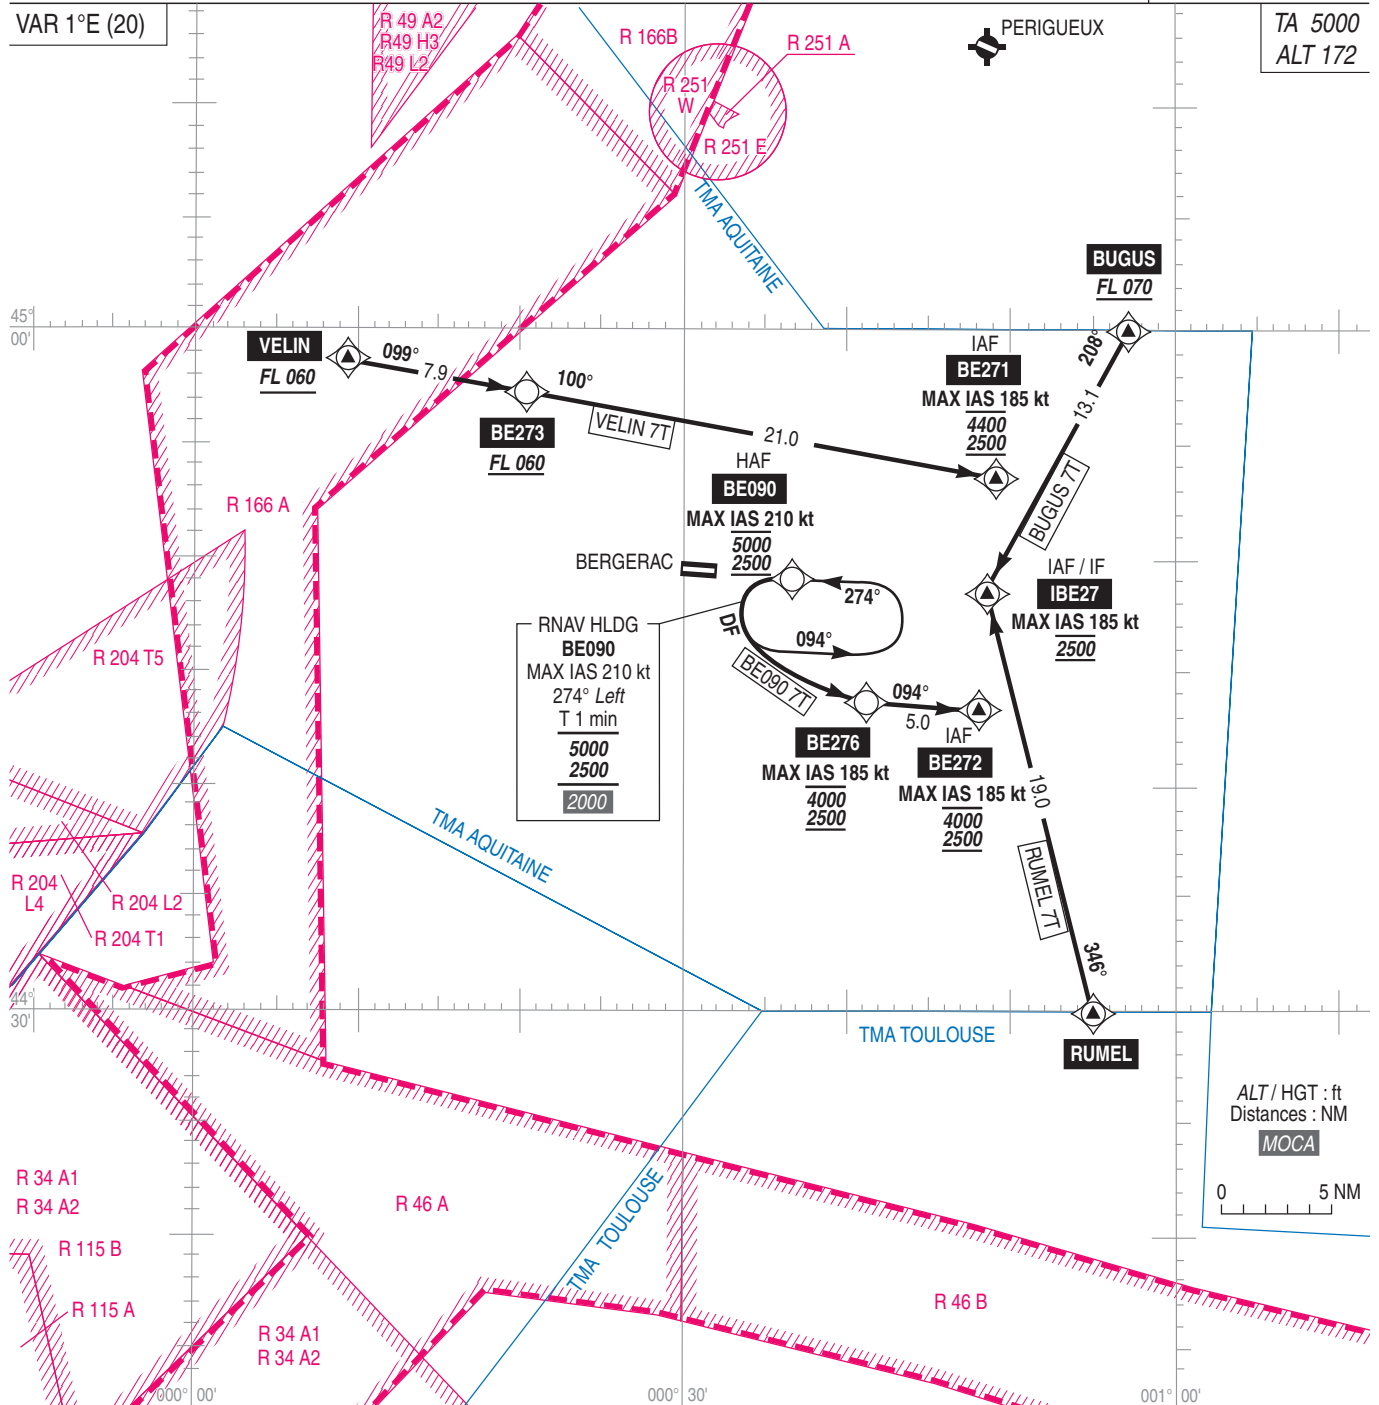 VAR 1°E (20)
R 49 A2
R49 H3
R49 L2
R 166B
R 251 A
R 251
W
R 251 E
PERIGUEUX
TA 5000
ALT 172
TMA AQUITAINE
BUGUS
FL 070
45°
00'
VELIN
FL 060
099°
7.9
100°
BE273
FL 060
VELIN 7T
21.0
IAF
BE271
MAX IAS 185 kt
4400
2500
208°
13.1
BUGUS 7T
HAF
BE090
MAX IAS 210 kt
5000
2500
R 166 A
BERGERAC
274°
094°
DF
BE090 7T
IAF / IF
IBE27
MAX IAS 185 kt
2500
RNAV HLDG
BE090
MAX IAS 210 kt
274° Left
T 1 min
5000
2500
2000
R 204 T5
094°
5.0
BE276
MAX IAS 185 kt
4000
2500
IAF
BE272
MAX IAS 185 kt
4000
2500
19.0
RUMEL 7T
346°
TMA AQUITAINE
R 204
L4
R 204 L2
R 204 T1
44°
30'
TMA TOULOUSE
RUMEL
ALT / HGT : ft
Distances : NM
MOCA
0
5 NM
R 34 A1
R 34 A2
R 46 A
TMA TOULOUSE
R 115 B
R 115 A
R 34 A1
R 34 A2
R 46 B
000° 00'
000° 30'
001° 00'